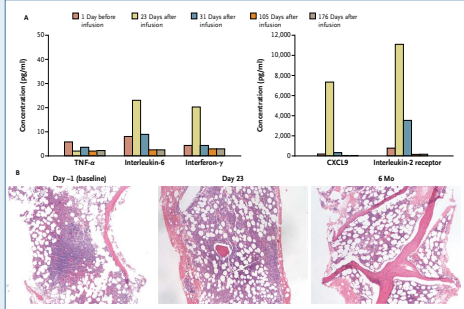 A
1 Day before infusion
23 Days after infusion
31 Days after infusion
105 Days after infusion
176 Days after infusion
Concentration (pg/ml)
50
40
30
20
10
0
TNF-α
Interleukin-6
Interferon-γ
Concentration (pg/ml)
12,000
10,000
8,000
6,000
4,000
2,000
0
CXCL9
Interleukin-2 receptor
B
Day –1 (baseline)
Day 23
6 Mo